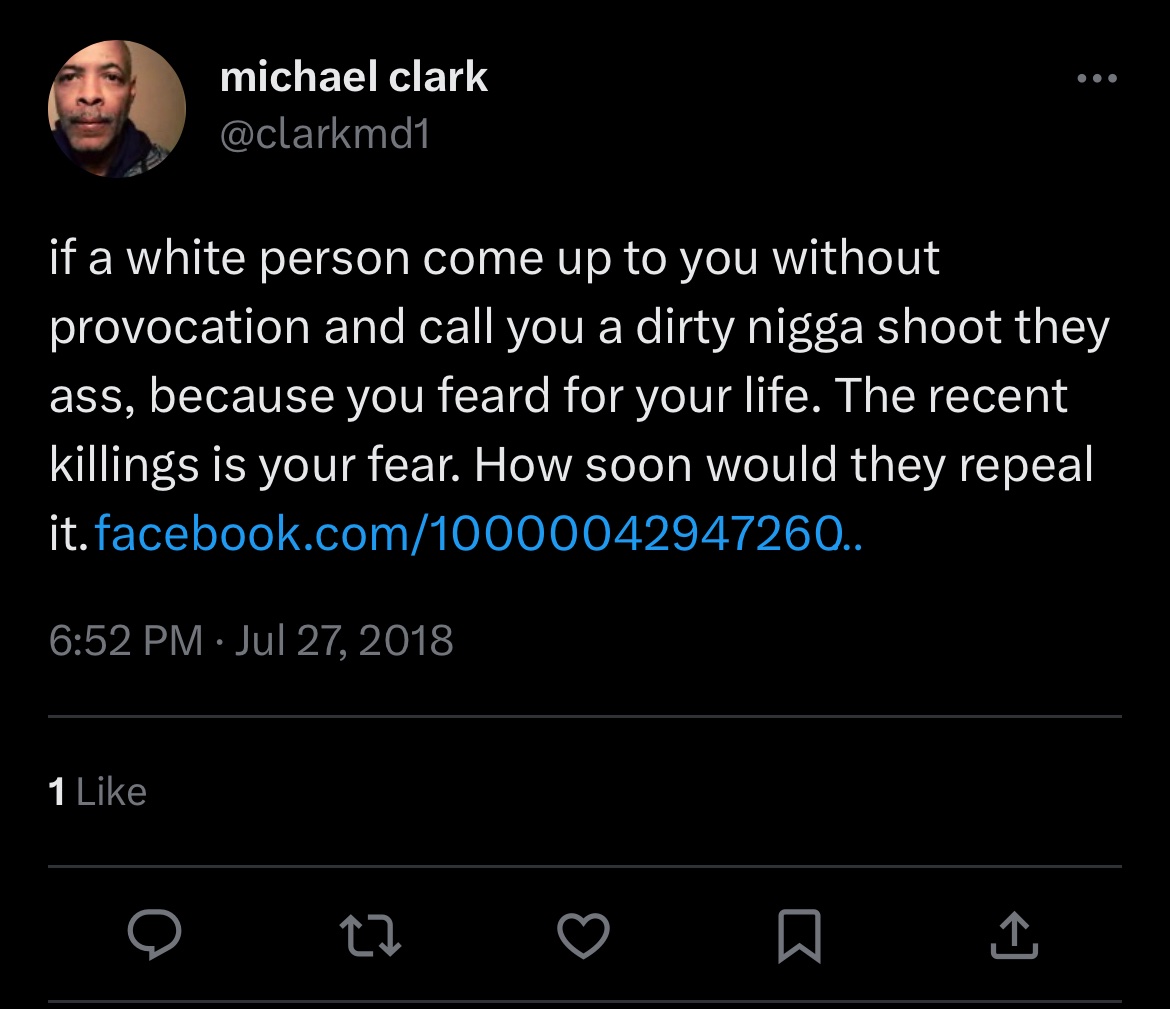 michael clark
@clarkmd1
if a white person come up to you without
provocation and call you a dirty nigga shoot they
ass, because you feard for your life. The recent
killings is your fear. How soon would they repeal
it. facebook.com/10000042947260..
6:52 PM · Jul 27, 2018
1 Like